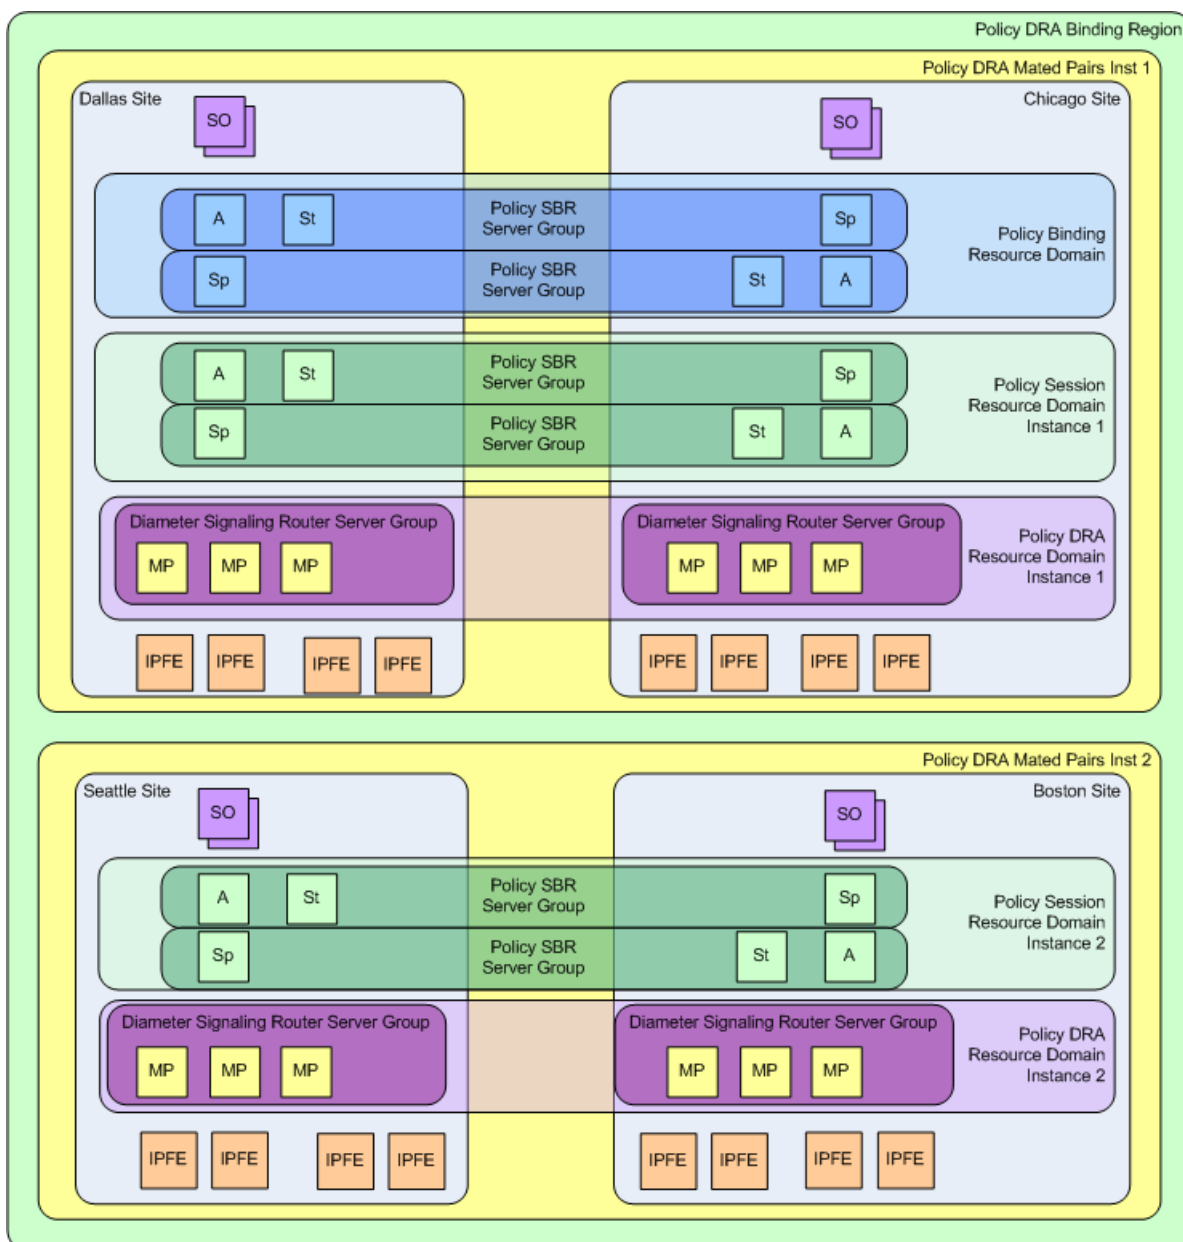 Policy DRA Binding Region
Policy DRA Mated Pairs Inst 1
Dallas Site
Chicago Site
SO
SO
A
St
Policy SBR
Server Group
Sp
Sp
Policy SBR
Server Group
St
A
Policy Binding
Resource Domain
A
St
Policy SBR
Server Group
Sp
Sp
Policy SBR
Server Group
St
A
Policy Session
Resource Domain
Instance 1
Diameter Signaling Router Server Group
MP
MP
MP
Diameter Signaling Router Server Group
MP
MP
MP
Policy DRA
Resource Domain
Instance 1
IPFE
IPFE
IPFE
IPFE
IPFE
IPFE
IPFE
IPFE
Policy DRA Mated Pairs Inst 2
Seattle Site
Boston Site
SO
SO
A
St
Policy SBR
Server Group
Sp
Sp
Policy SBR
Server Group
St
A
Policy Session
Resource Domain
Instance 2
Diameter Signaling Router Server Group
MP
MP
MP
Diameter Signaling Router Server Group
MP
MP
MP
Policy DRA
Resource Domain
Instance 2
IPFE
IPFE
IPFE
IPFE
IPFE
IPFE
IPFE
IPFE